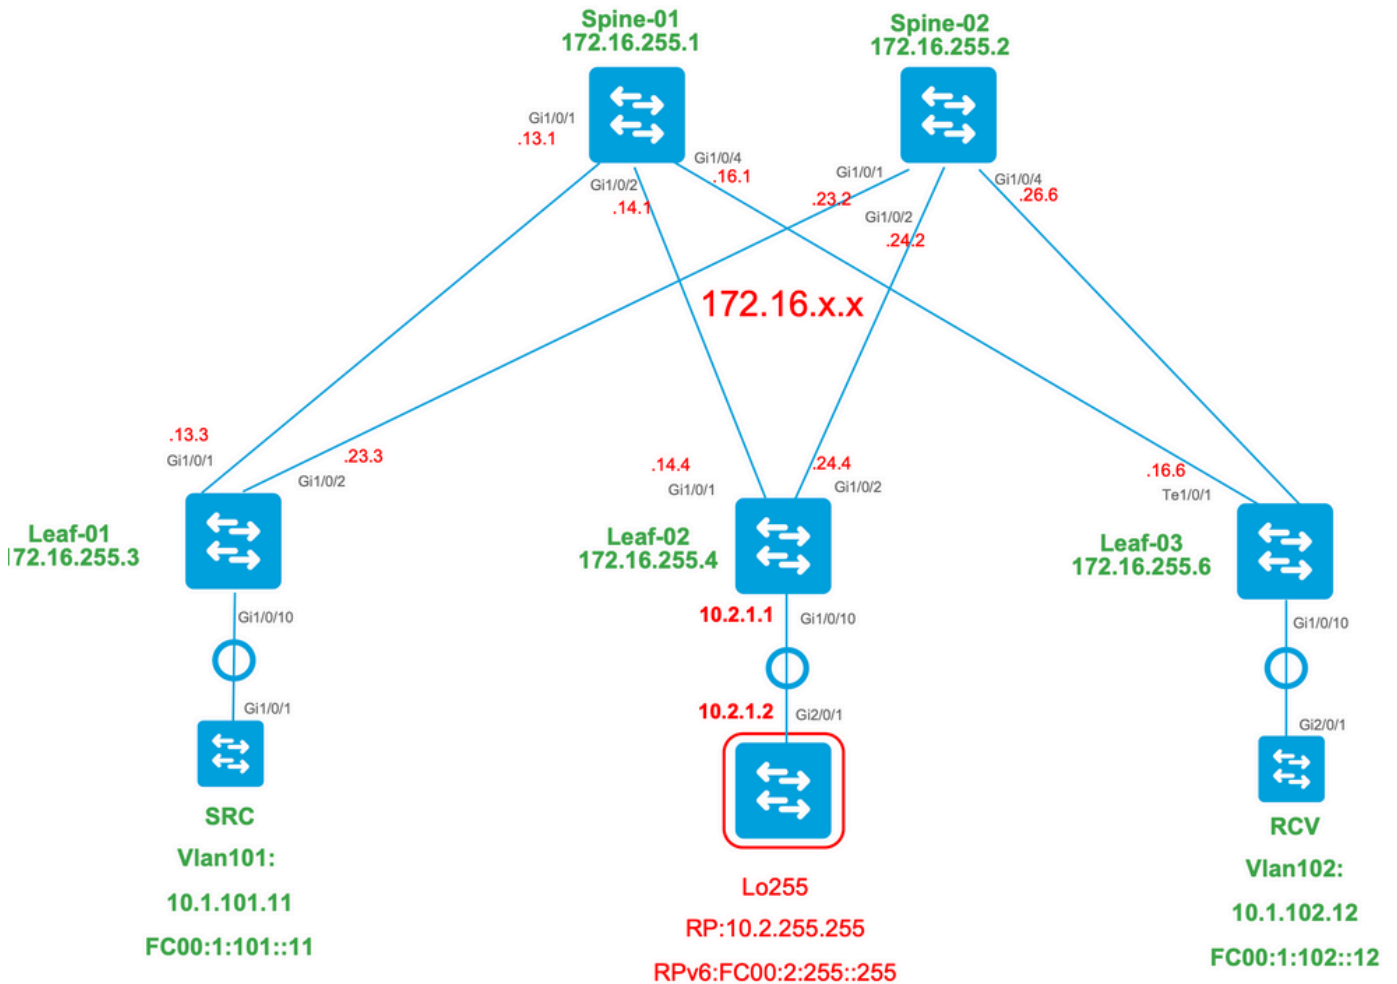 Spine-01
172.16.255.1
Spine-02
172.16.255.2
Gi1/0/1
.13.1
Gi1/0/2
.14.1
Gi1/0/4
.16.1
Gi1/0/1
.23.2
Gi1/0/2
.24.2
Gi1/0/4
.26.6
172.16.x.x
.13.3
Gi1/0/1
.23.3
Gi1/0/2
.14.4
Gi1/0/1
.24.4
Gi1/0/2
.16.6
Te1/0/1
Leaf-01
172.16.255.3
Leaf-02
172.16.255.4
Leaf-03
172.16.255.6
Gi1/0/10
Gi1/0/1
10.2.1.1
Gi1/0/10
10.2.1.2
Gi2/0/1
Gi1/0/10
Gi2/0/1
SRC
Vlan101:
10.1.101.11
FC00:1:101::11
Lo255
RP:10.2.255.255
RPv6:FC00:2:255::255
RCV
Vlan102:
10.1.102.12
FC00:1:102::12